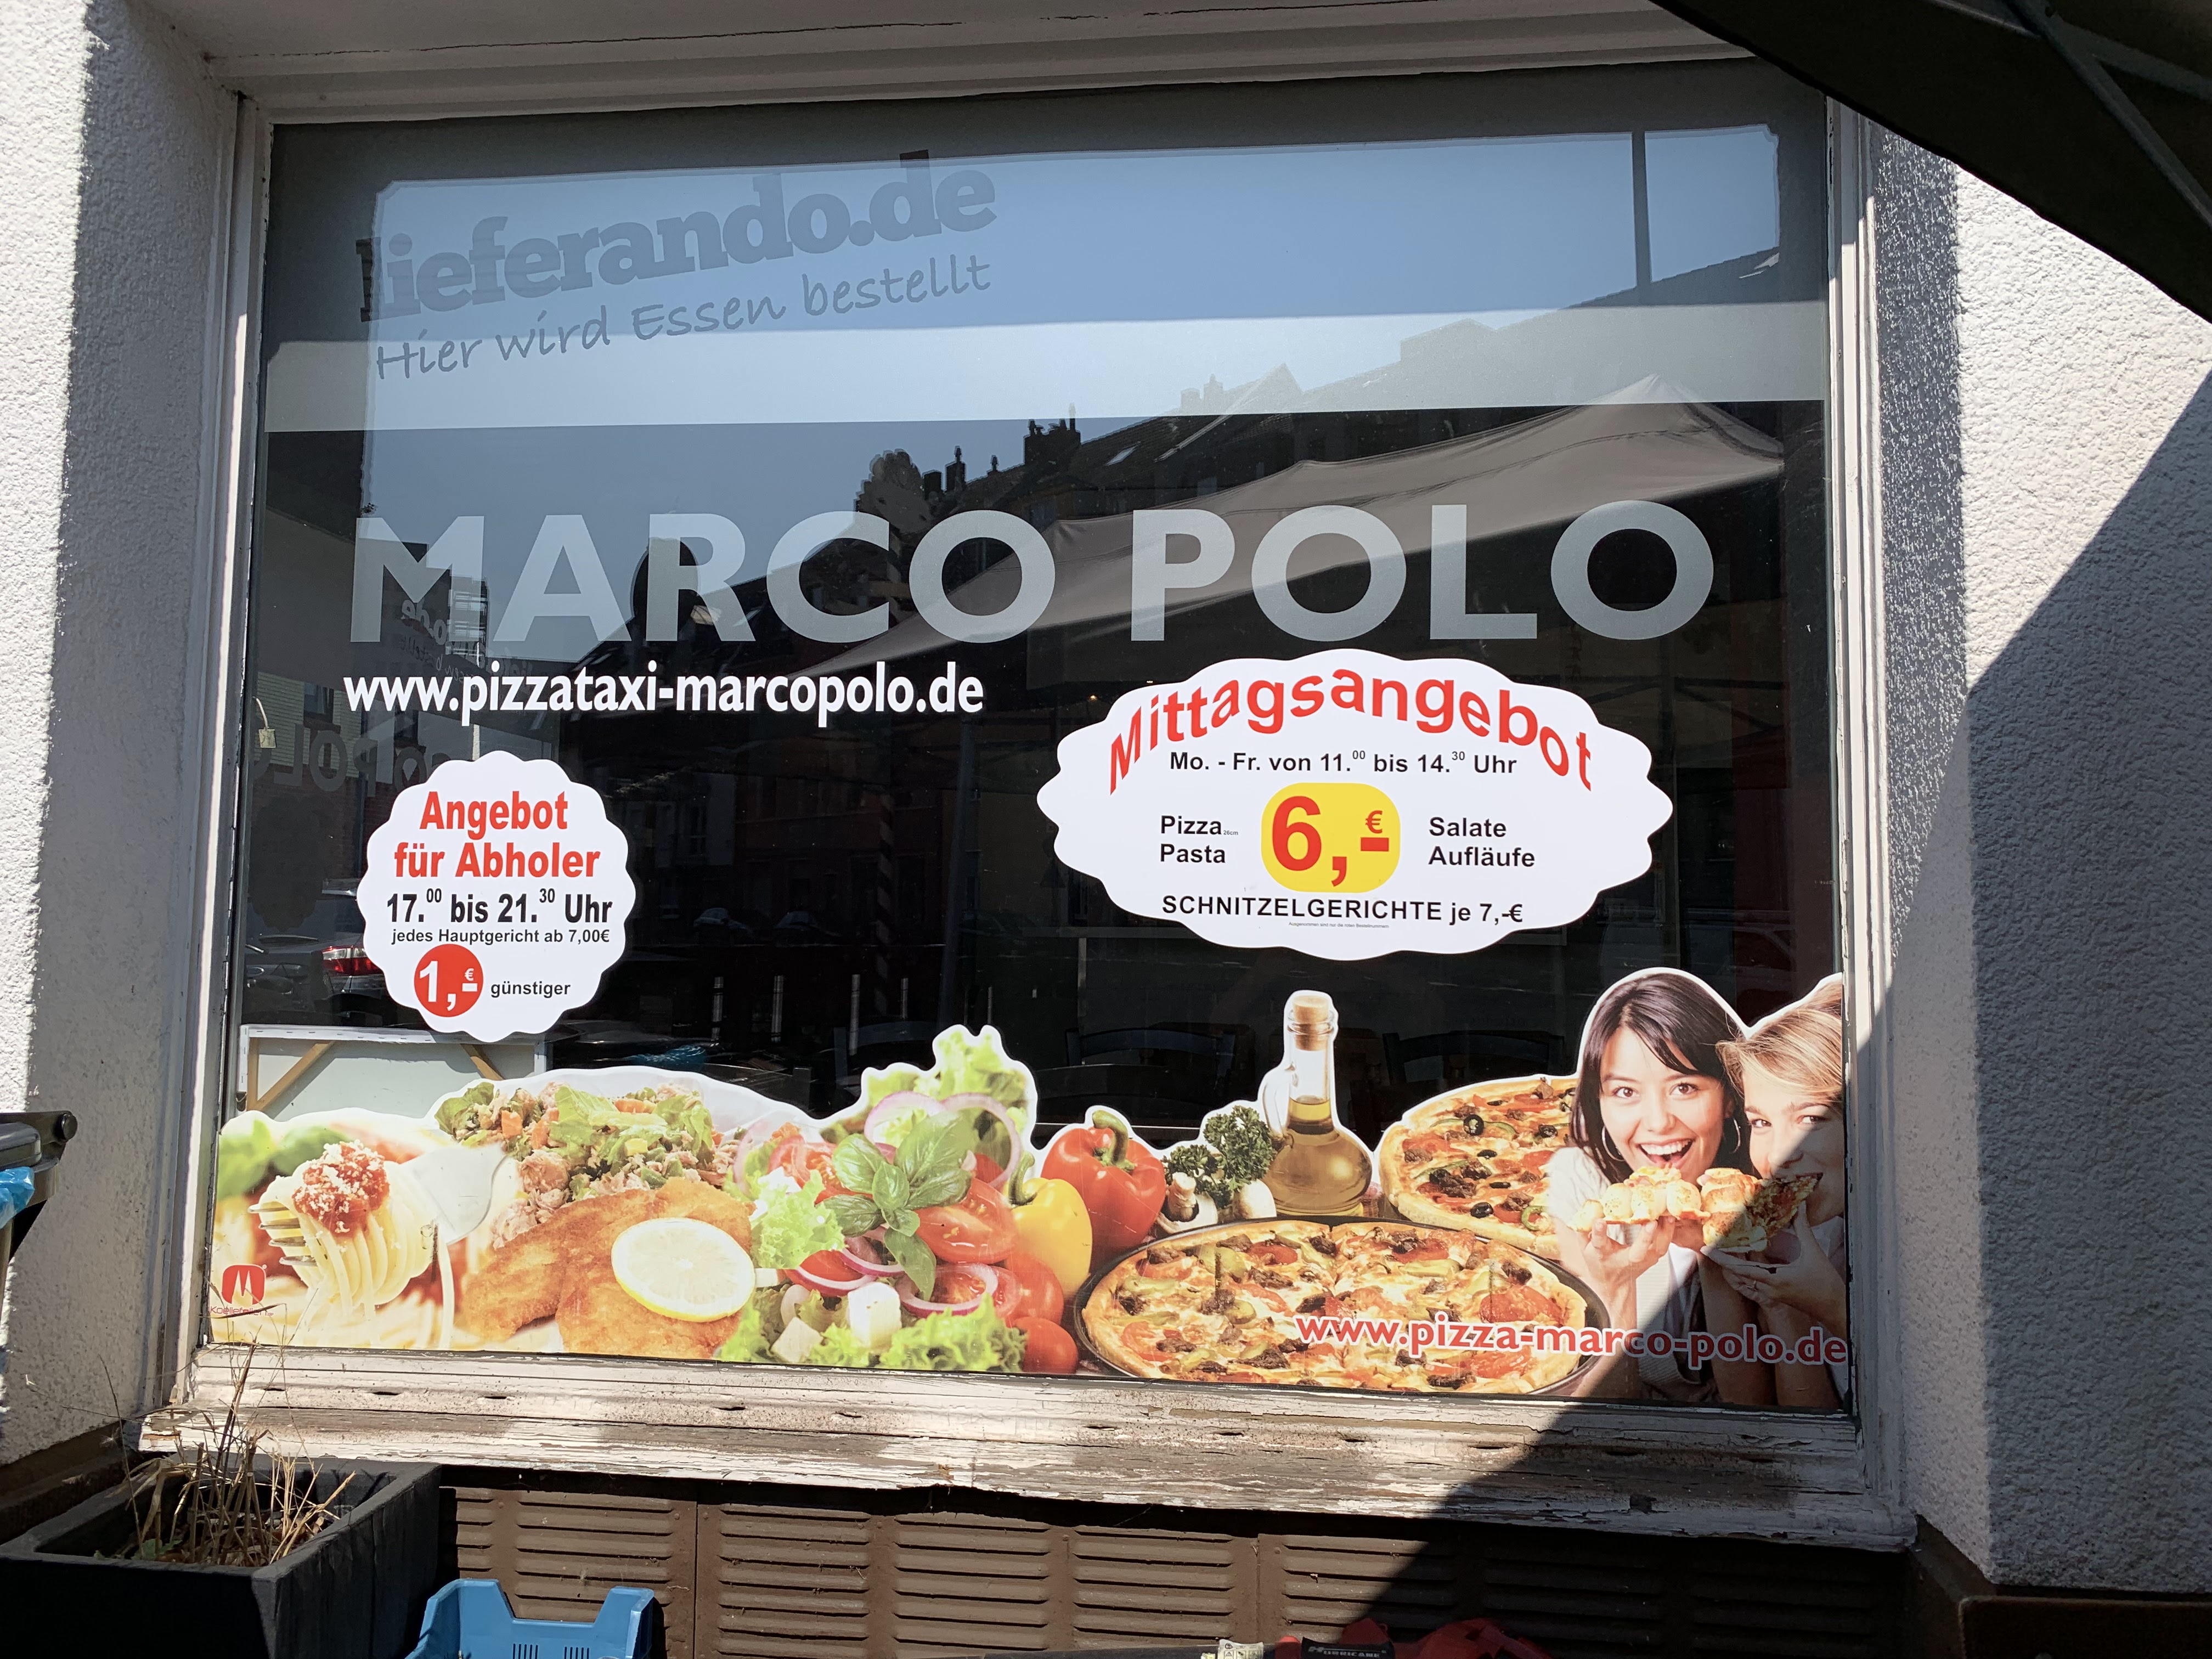 lieferando.de
Hier wird Essen bestellt
MARCO POLO
www.pizzataxi-marcopolo.de
Mittagsangebot
Mo. - Fr. von 11.00 bis 14.30 Uhr
Pizza 26cm
Pasta
6,-€
Salate
Aufläufe
SCHNITZELGERICHTE je 7,-€
Angebot
für Abholer
17.00 bis 21.30 Uhr
jedes Hauptgericht ab 7,00€
1,-€ günstiger
www.pizza-marco-polo.de